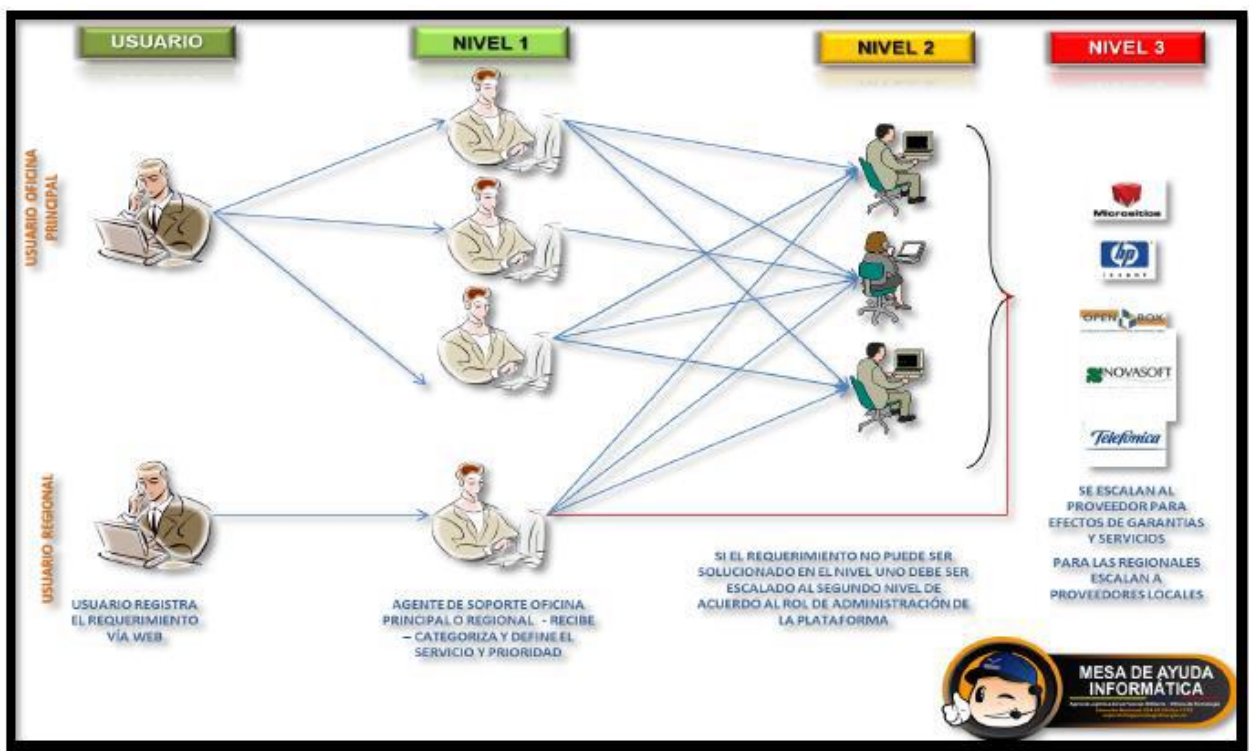 USUARIO
NIVEL 1
NIVEL 2
NIVEL 3
USUARIO OFICINA
PRINCIPAL
Micrositios
hp
invent
OPEN BOX
NOVASOFT
Telefónica
USUARIO REGIONAL
USUARIO REGISTRA
EL REQUERIMIENTO
VÍA WEB
AGENTE DE SOPORTE OFICINA
PRINCIPAL O REGIONAL - RECIBE
– CATEGORIZA Y DEFINE EL
SERVICIO Y PRIORIDAD
SI EL REQUERIMIENTO NO PUEDE SER
SOLUCIONADO EN EL NIVEL UNO DEBE SER
ESCALADO AL SEGUNDO NIVEL DE
ACUERDO AL ROL DE ADMINISTRACIÓN DE
LA PLATAFORMA
SE ESCALAN AL
PROVEEDOR PARA
EFECTOS DE GARANTIAS
Y SERVICIOS
PARA LAS REGIONALES
ESCALAN A
PROVEEDORES LOCALES
MESA DE AYUDA
INFORMÁTICA